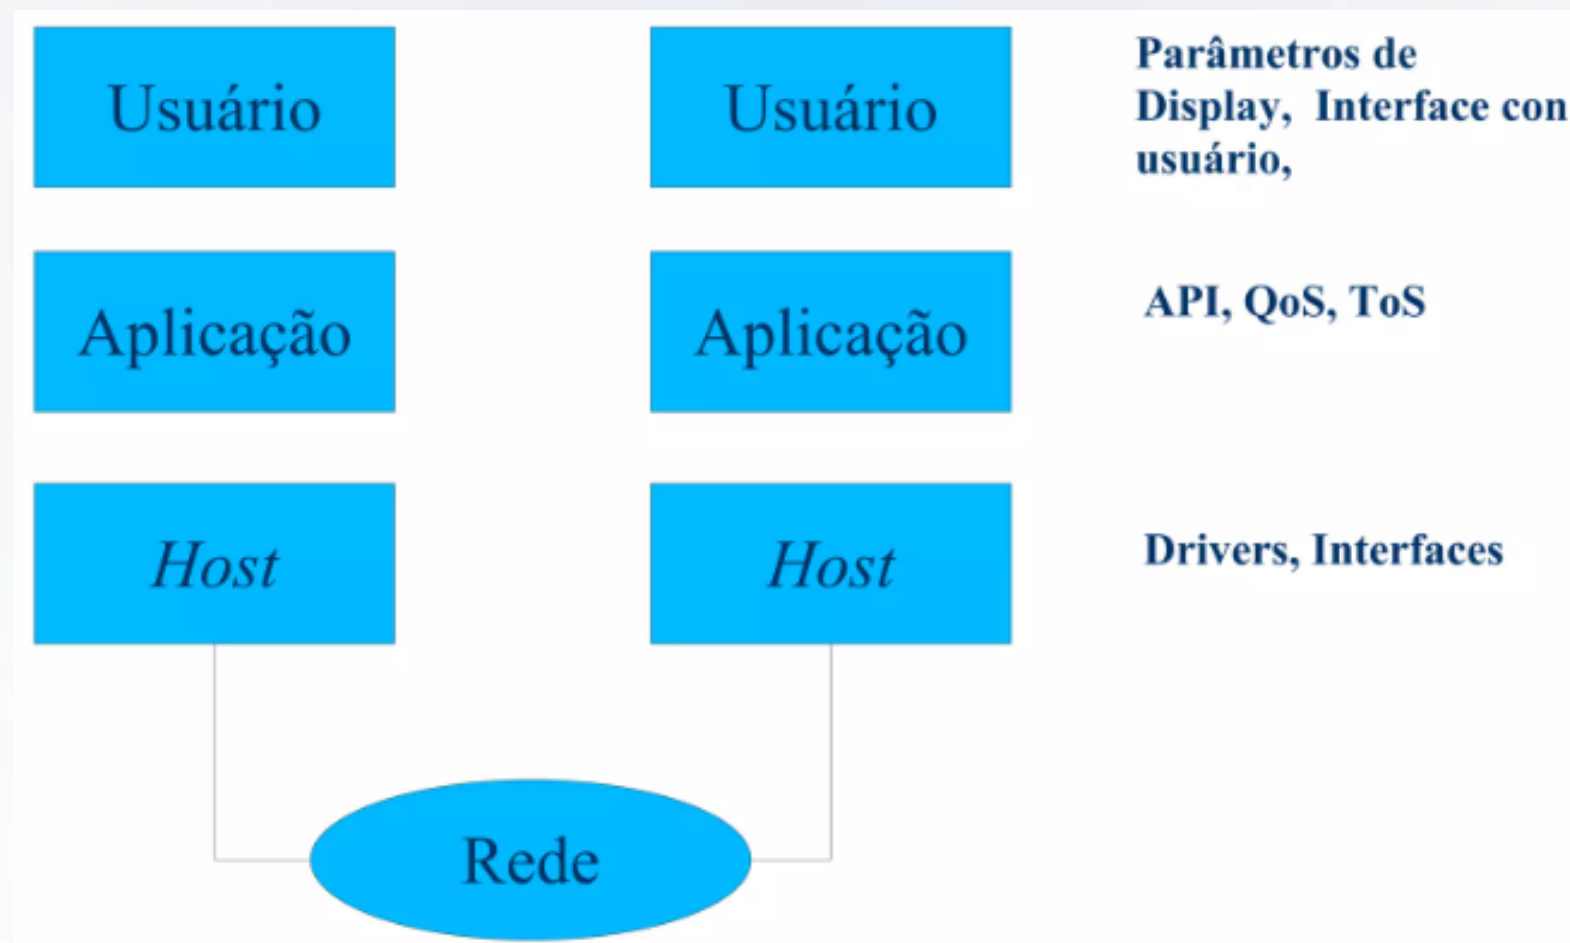 Usuário
Usuário
Parâmetros de
Display, Interface con
usuário,
Aplicação
Aplicação
API, QoS, ToS
Host
Host
Drivers, Interfaces
Rede